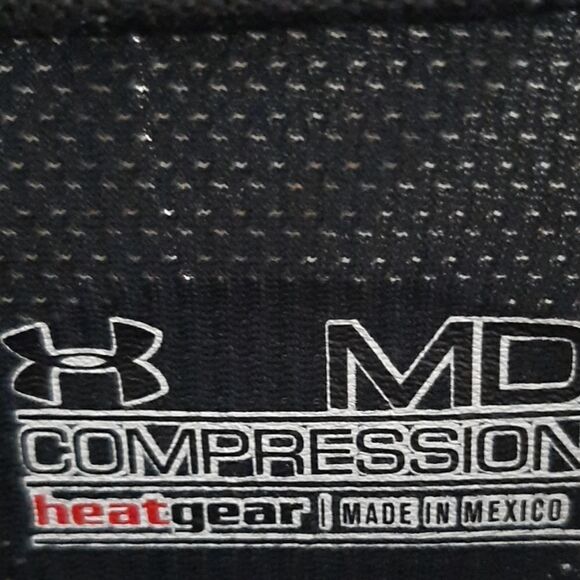 MD
COMPRESSION
heatgear | MADE IN MEXICO